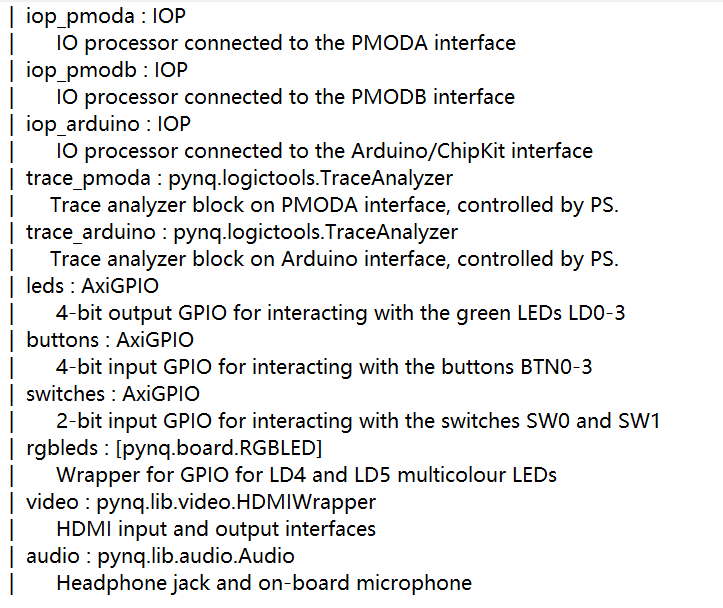 | iop_pmoda : IOP
|     IO processor connected to the PMODA interface
| iop_pmodb : IOP
|     IO processor connected to the PMODB interface
| iop_arduino : IOP
|     IO processor connected to the Arduino/ChipKit interface
| trace_pmoda : pynq.logictools.TraceAnalyzer
|     Trace analyzer block on PMODA interface, controlled by PS.
| trace_arduino : pynq.logictools.TraceAnalyzer
|     Trace analyzer block on Arduino interface, controlled by PS.
| leds : AxiGPIO
|     4-bit output GPIO for interacting with the green LEDs LD0-3
| buttons : AxiGPIO
|     4-bit input GPIO for interacting with the buttons BTN0-3
| switches : AxiGPIO
|     2-bit input GPIO for interacting with the switches SW0 and SW1
| rgbleds : [pynq.board.RGBLED]
|     Wrapper for GPIO for LD4 and LD5 multicolour LEDs
| video : pynq.lib.video.HDMIWrapper
|     HDMI input and output interfaces
| audio : pynq.lib.audio.Audio
|     Headphone jack and on-board microphone